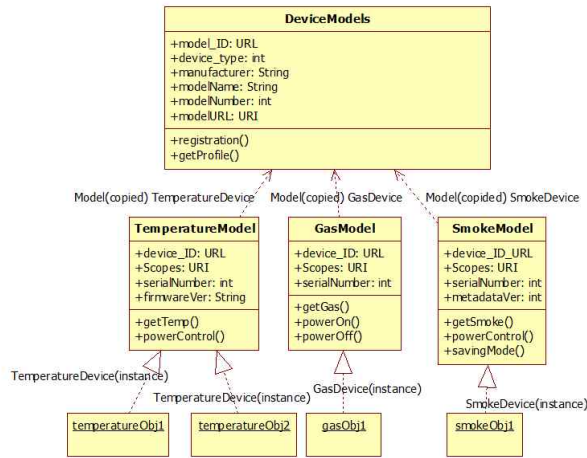 DeviceModels
+model_ID: URL
+device_type: int
+manufacturer: String
+modelName: String
+modelNumber: int
+modelURL: URI
+registration()
+getProfile()
Model(copied) TemperatureDevice
Model(copied) GasDevice
Model(copided) SmokeDevice
TemperatureModel
+device_ID: URL
+Scopes: URI
+serialNumber: int
+firmwareVer: String
+getTemp()
+powerControl()
GasModel
+device_ID: URL
+Scopes: URI
+serialNumber: int
+getGas()
+powerOn()
+powerOff()
SmokeModel
+device_ID_URL
+Scopes: URI
+serialNumber: int
+metadataVer: int
+getSmoke()
+powerControl()
+savingMode()
TemperatureDevice(instance)
TemperatureDevice(instance)
GasDevice(instance)
SmokeDevice(instance)
temperatureObj1
temperatureObj2
gasObj1
smokeObj1